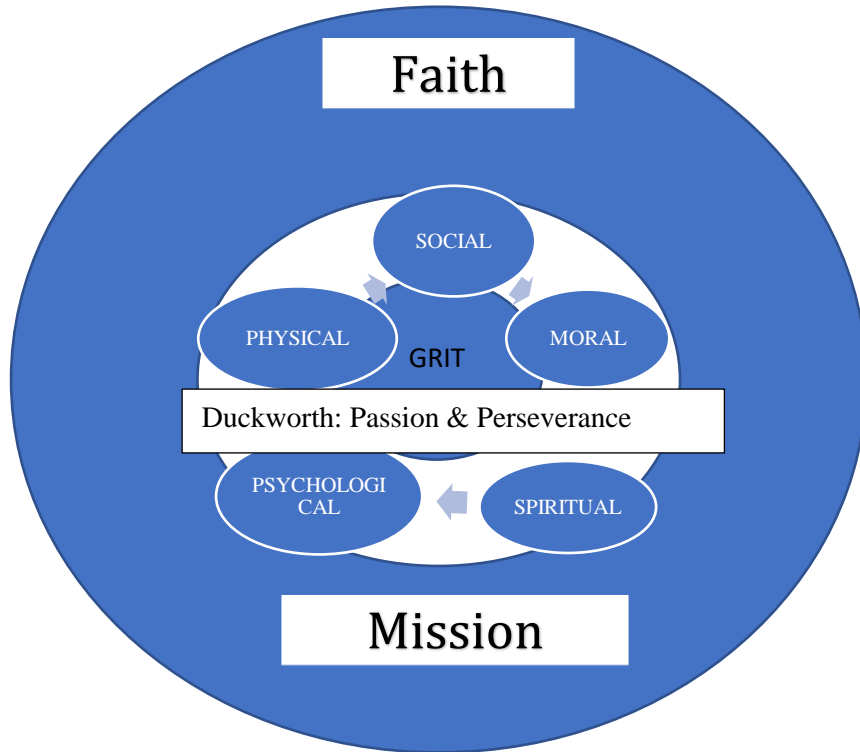 Faith
SOCIAL
PHYSICAL
MORAL
GRIT
Duckworth: Passion & Perseverance
PSYCHOLOGI
CAL
SPIRITUAL
Mission